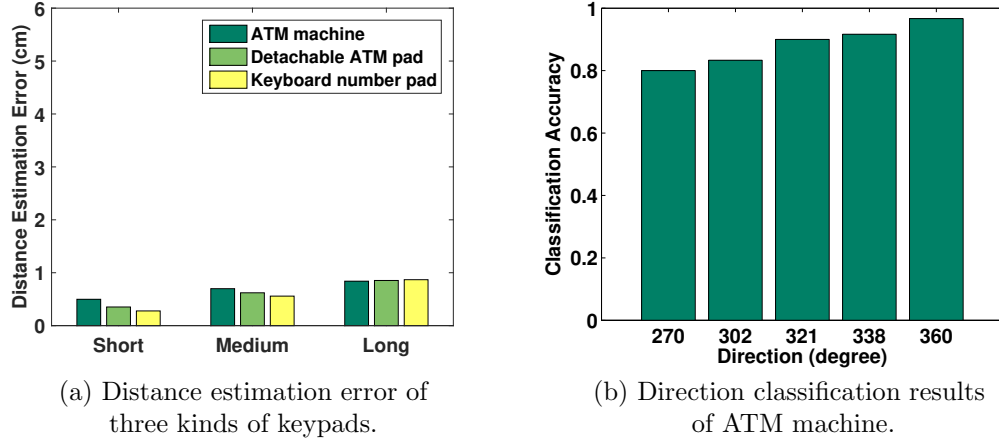 6
5
4
3
2
1
0
Distance Estimation Error (cm)
ATM machine
Detachable ATM pad
Keyboard number pad
Short Medium Long
(a) Distance estimation error of
three kinds of keypads.
1
0.8
0.6
0.4
0.2
0
Classification Accuracy
270 302 321 338 360
Direction (degree)
(b) Direction classification results
of ATM machine.